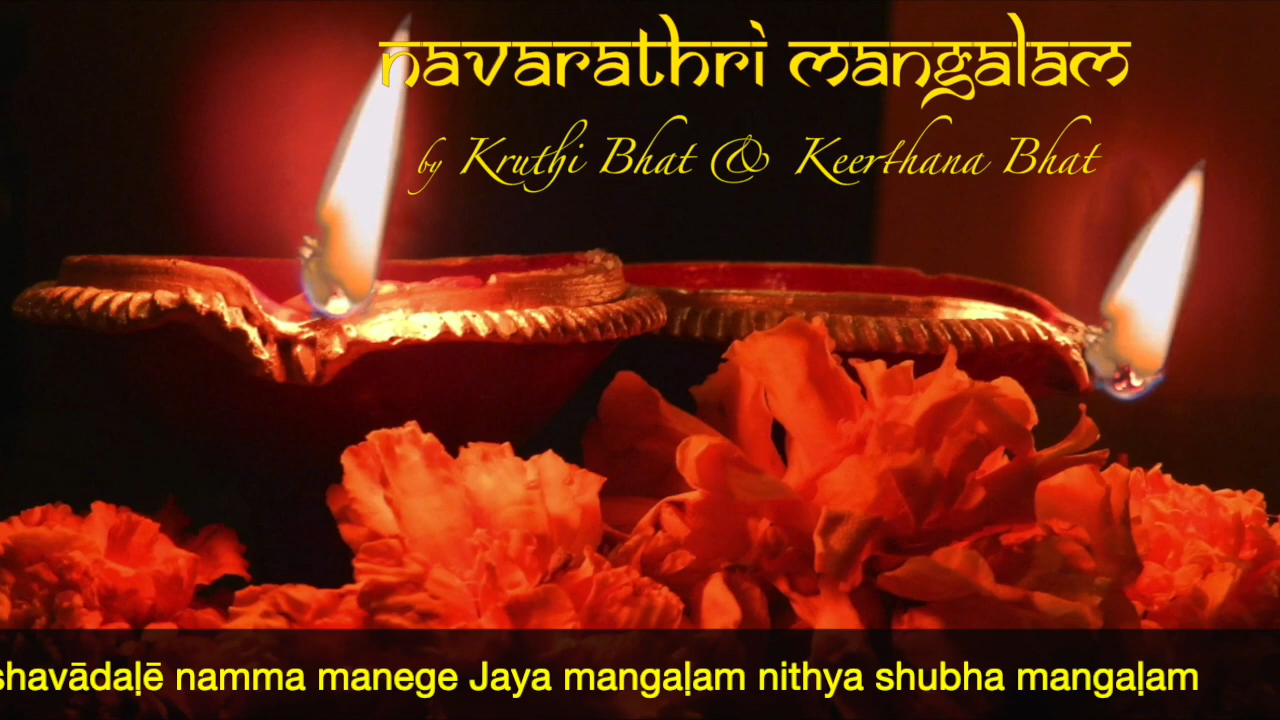 navarathri mangalam
by Kruthi Bhat & Keerthana Bhat
shavādaḷē namma manege Jaya mangaḷam nithya shubha mangaḷam